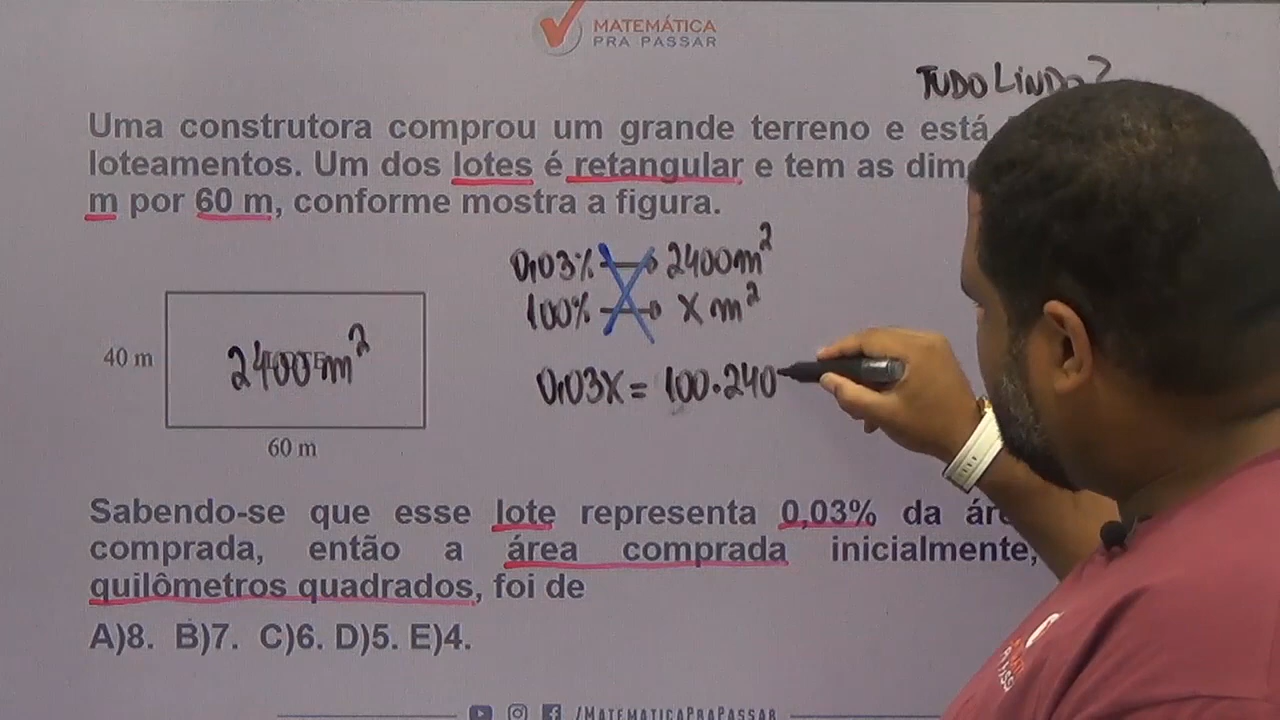 MATEMÁTICA
PRA PASSAR
TUDO LINDO?
Uma construtora comprou um grande terreno e está
loteamentos. Um dos lotes é retangular e tem as
m por 60 m, conforme mostra a figura.
0,03% 2400m²
100% x m²
40 m
2400m²
0,03x = 100.240
60 m
Sabendo-se que esse lote representa 0,03% da
comprada, então a área comprada inicialmente,
quilômetros quadrados, foi de
A)8. B)7. C)6. D)5. E)4.
/MATEMATICAPRAPASSAR